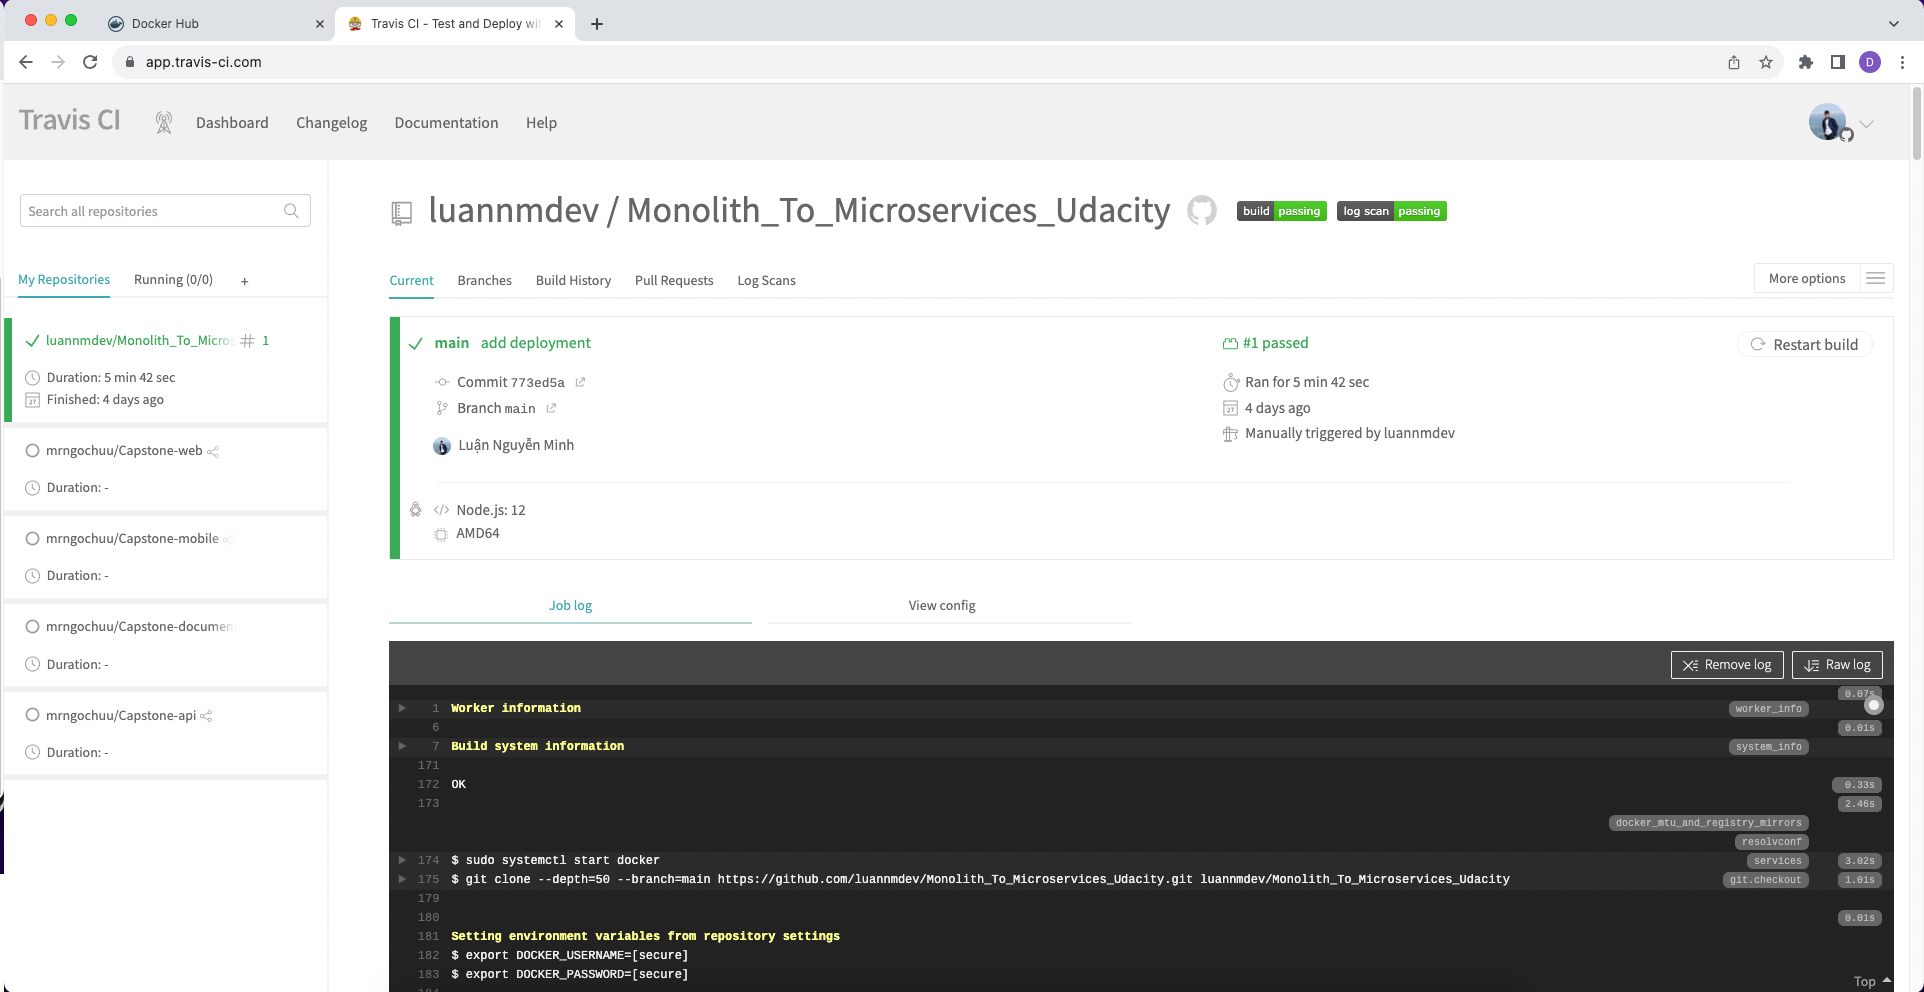 Docker Hub
Travis CI - Test and Deploy wit
app.travis-ci.com
D
Travis CI
Dashboard
Changelog
Documentation
Help
Search all repositories
My Repositories
Running (0/0)
+
luannmdev/Monolith_To_Micros # 1
Duration: 5 min 42 sec
Finished: 4 days ago
mrngochuu/Capstone-web
Duration: -
mrngochuu/Capstone-mobile
Duration: -
mrngochuu/Capstone-documen
Duration: -
mrngochuu/Capstone-api
Duration: -
luannmdev / Monolith_To_Microservices_Udacity
build passing
log scan passing
Current
Branches
Build History
Pull Requests
Log Scans
More options
main add deployment
Commit 773ed5a
Branch main
Luận Nguyễn Minh
#1 passed
Ran for 5 min 42 sec
4 days ago
Manually triggered by luannmdev
Restart build
</> Node.js: 12
AMD64
Job log
View config
Remove log
Raw log
0.07s
1 Worker information worker_info
6 0.01s
7 Build system information system_info
171
172 OK 0.33s
173 2.46s
docker_mtu_and_registry_mirrors
resolvconf
174 $ sudo systemctl start docker services 3.02s
175 $ git clone --depth=50 --branch=main https://github.com/luannmdev/Monolith_To_Microservices_Udacity.git luannmdev/Monolith_To_Microservices_Udacity git.checkout 1.01s
179
180 0.01s
181 Setting environment variables from repository settings
182 $ export DOCKER_USERNAME=[secure]
183 $ export DOCKER_PASSWORD=[secure]
Top